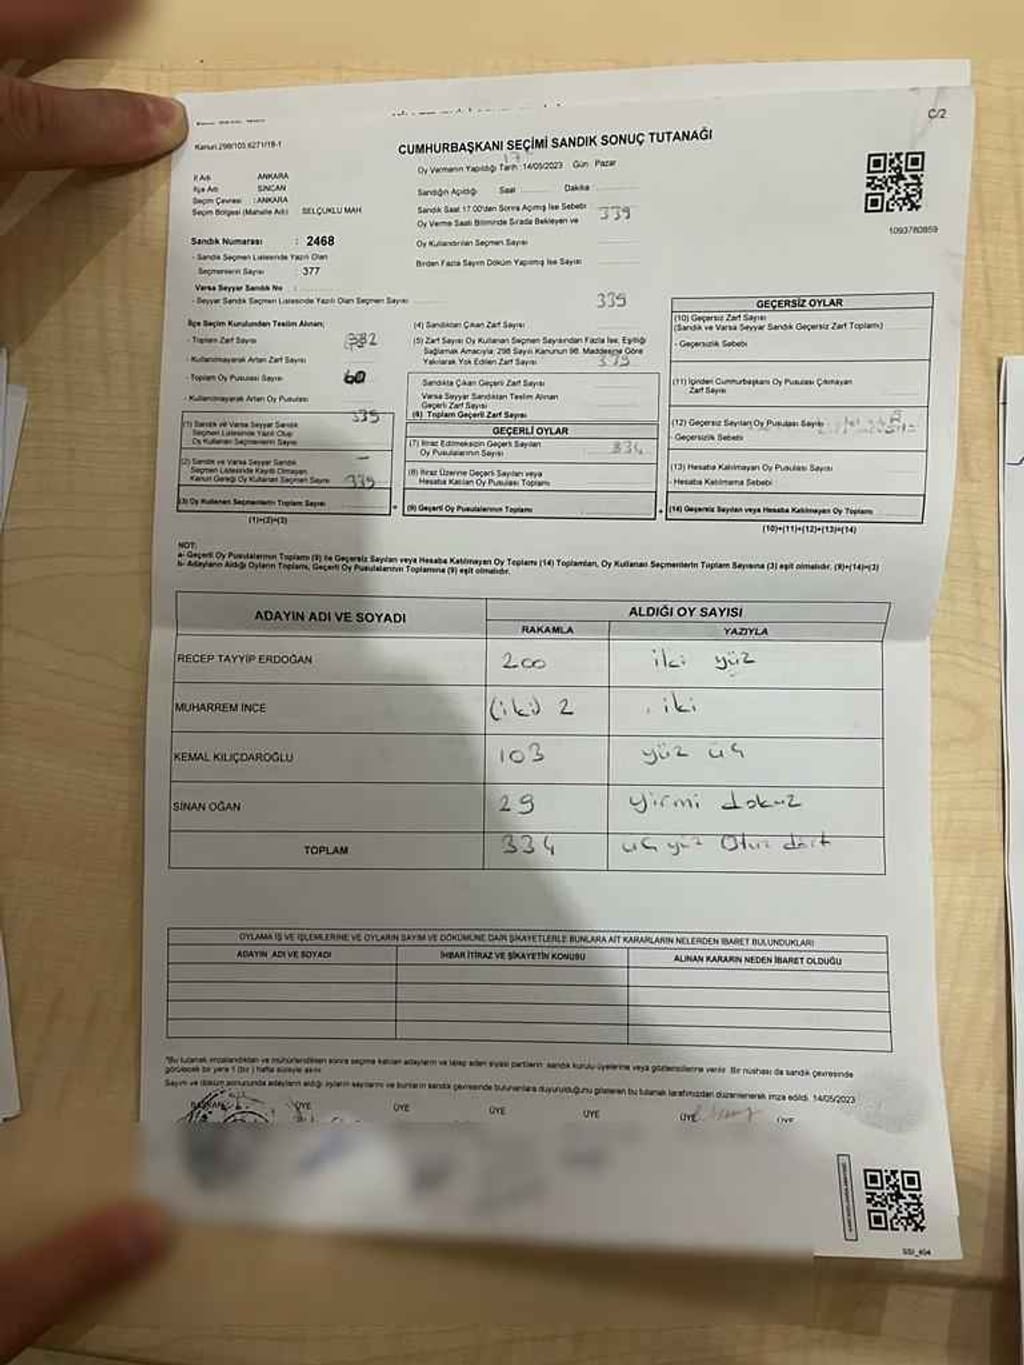 C/2
Kanun:298/105.6271/18-1
CUMHURBAŞKANI SEÇİMİ SANDIK SONUÇ TUTANAĞI
Oy Vermenin Yapıldığı Tarih :14/05/2023 Gün : Pazar
İl Adı : ANKARA
İlçe Adı : SİNCAN
Seçim Çevresi : ANKARA
Seçim Bölgesi (Mahalle Adı) : SELÇUKLU MAH
Sandığın Açıldığı Saat Dakika
Sandık Saat 17.00'den Sonra Açılmış İse Sebebi
Oy Verme Saati Bitiminde Sırada Bekleyen ve 339
Oy Kullandırılan Seçmen Sayısı
Birden Fazla Sayım Döküm Yapılmış İse Sayısı
1093780859
Sandık Numarası : 2468
- Sandık Seçmen Listesinde Yazılı Olan
Seçmenlerin Sayısı : 377
Varsa Seyyar Sandık No :
- Seyyar Sandık Seçmen Listesinde Yazılı Olan Seçmen Sayısı
İlçe Seçim Kurulundan Teslim Alınan;
- Toplam Zarf Sayısı 382
- Kullanılmayarak Artan Zarf Sayısı
- Toplam Oy Pusulası Sayısı
- Kullanılmayarak Artan Oy Pusulası
339
(1) Sandık ve Varsa Seyyar Sandık
Seçmen Listesinde Yazılı Olup
Oy Kullanan Seçmenlerin Sayısı
(2) Sandık ve Varsa Seyyar Sandık
Seçmen Listesinde Kayıtlı Olmayan
Kanun Gereği Oy Kullanan Seçmen Sayısı 339
(3) Oy Kullanan Seçmenlerin Toplam Sayısı
(1)+(2)=(3)
339
(4) Sandıktan Çıkan Zarf Sayısı
(5) Zarf Sayısı Oy Kullanan Seçmen Sayısından Fazla İse, Eşitliği
Sağlamak Amacıyla; 298 Sayılı Kanunun 98. Maddesine Göre
Yakılarak Yok Edilen Zarf Sayısı 339
Sandıkta Çıkan Geçerli Zarf Sayısı
Varsa Seyyar Sandıktan Teslim Alınan
Geçerli Zarf Sayısı
(6) Toplam Geçerli Zarf Sayısı
GEÇERLİ OYLAR
(7) İtiraz Edilmeksizin Geçerli Sayılan
Oy Pusulalarının Sayısı 334
(8) İtiraz Üzerine Geçerli Sayılan veya
Hesaba Katılan Oy Pusulası Toplamı
(9) Geçerli Oy Pusulalarının Toplamı
GEÇERSİZ OYLAR
(10) Geçersiz Zarf Sayısı
(Sandık ve Varsa Seyyar Sandık Geçersiz Zarf Toplamı)
- Geçersizlik Sebebi
(11) İçinden Cumhurbaşkanı Oy Pusulası Çıkmayan
Zarf Sayısı
(12) Geçersiz Sayılan Oy Pusulası Sayısı
- Geçersizlik Sebebi
(13) Hesaba Katılmayan Oy Pusulası Sayısı
- Hesaba Katılmama Sebebi
(14) Geçersiz Sayılan veya Hesaba Katılmayan Oy Toplamı
(10)+(11)+(12)+(13)=(14)
NOT:
a- Geçerli Oy Pusulalarının Toplamı (9) ile Geçersiz Sayılan veya Hesaba Katılmayan Oy Toplamı (14) Toplamları, Oy Kullanan Seçmenlerin Toplam Sayısına (3) eşit olmalıdır. (9)+(14)=(3)
b- Adayların Aldığı Oyların Toplamı, Geçerli Oy Pusulalarının Toplamına (9) eşit olmalıdır.
ADAYIN ADI VE SOYADI ALDIĞI OY SAYISI
RAKAMLA YAZIYLA
RECEP TAYYİP ERDOĞAN 200 iki yüz
MUHARREM İNCE (iki) 2 iki
KEMAL KILIÇDAROĞLU 103 yüz üç
SİNAN OĞAN 29 yirmi dokuz
TOPLAM 334 üç yüz Otuz dört
OYLAMA İŞ VE İŞLEMLERİNE VE OYLARIN SAYIM VE DÖKÜMÜNE DAİR ŞİKAYETLERLE BUNLARA AİT KARARLARIN NELERDEN İBARET BULUNDUKLARI
ADAYIN ADI VE SOYADI İHBAR İTİRAZ VE ŞİKAYETİN KONUSU ALINAN KARARIN NEDEN İBARET OLDUĞU
*Bu tutanak imzalandıktan ve mühürlendikten sonra seçime katılan adayların ve talep eden siyasi partilerin sandık kurulu üyelerine veya gözlemcilerine verilir. Bir nüshası da sandık çevresinde
görülecek bir yere 1 (bir) hafta süreyle asılır.
Sayım ve döküm sonucunda adayların aldığı oyların sayılarını ve bunların sandık çevresinde bulunanlara duyurulduğunu gösteren bu tutanak tarafımızdan düzenlenerek imza edildi. 14/05/2023
BAŞKAN ÜYE ÜYE ÜYE ÜYE ÜYE ÜYE